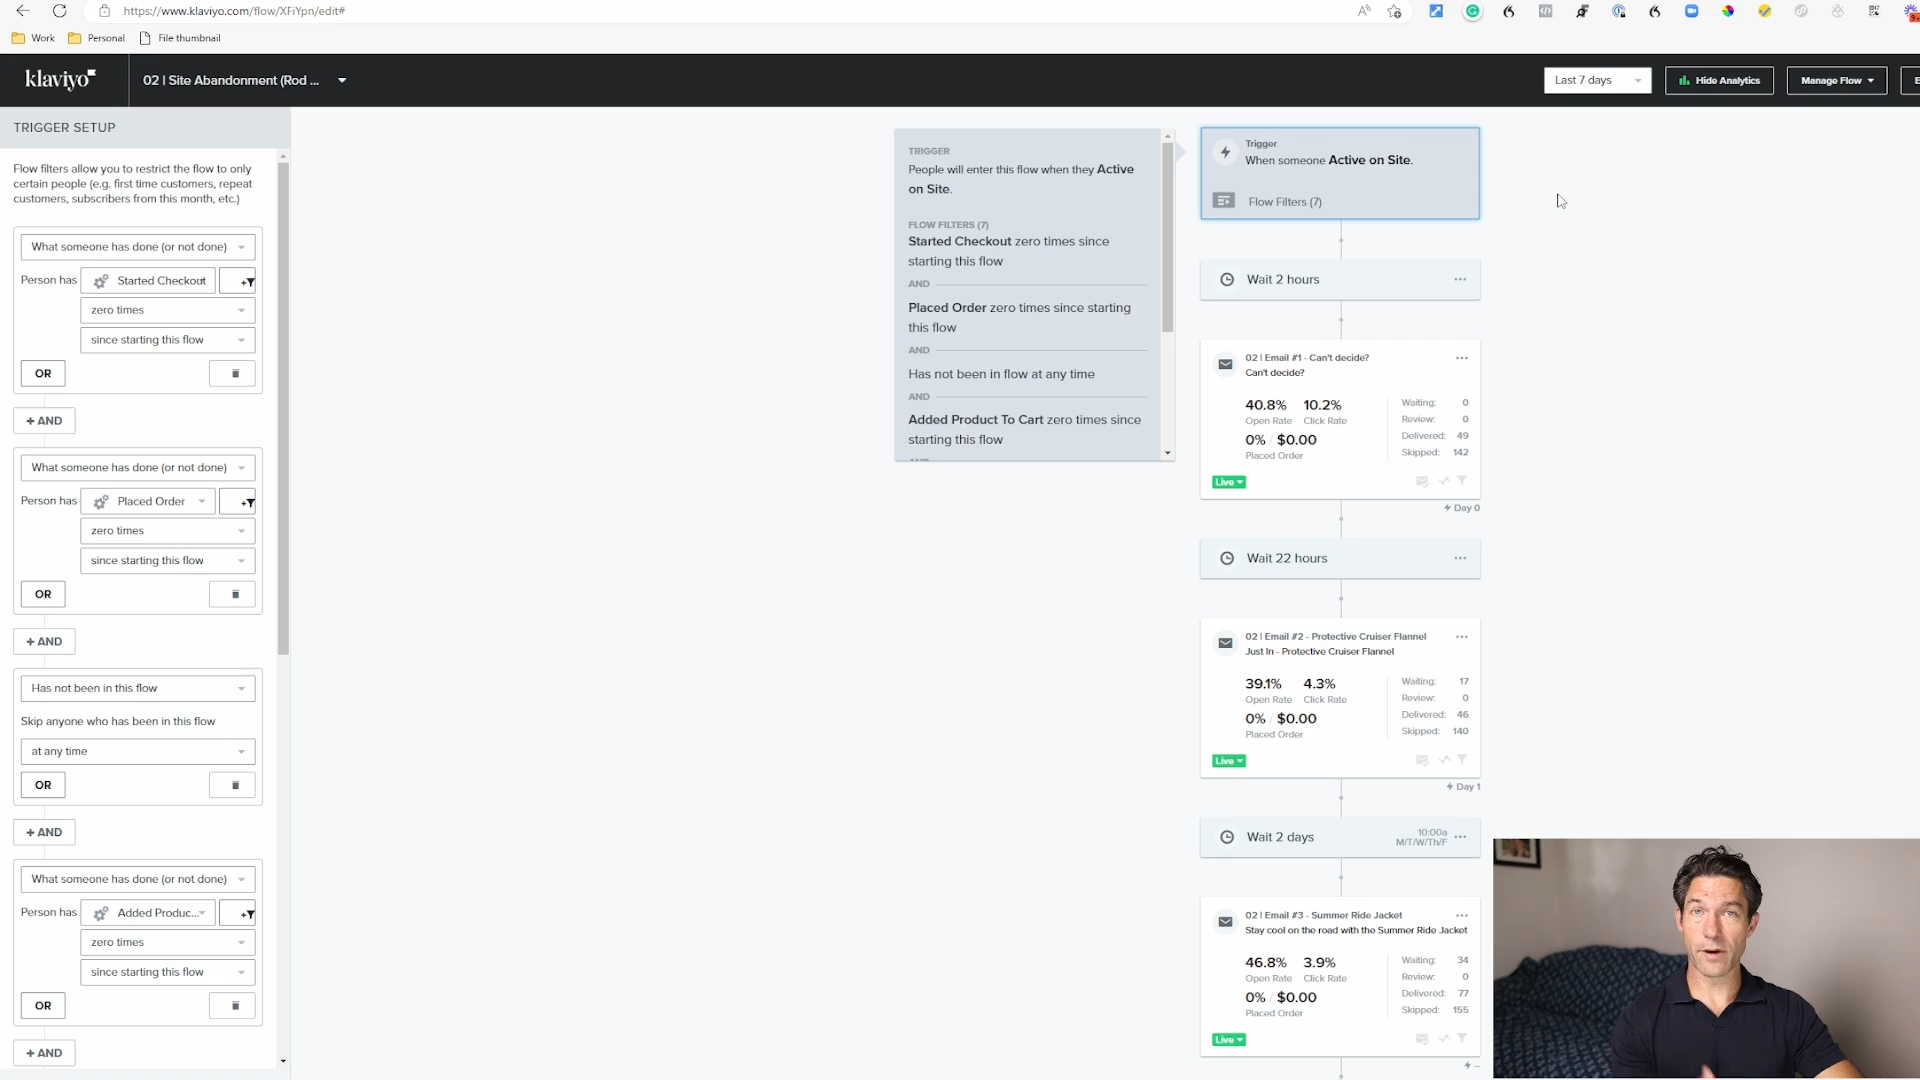 https://www.klaviyo.com/flow/XFiYpn/edit#
Work
Personal
File thumbnail
klaviyo
02 | Site Abandonment (Rod ...
Last 7 days
Hide Analytics
Manage Flow
TRIGGER SETUP
Flow filters allow you to restrict the flow to only
certain people (e.g. first time customers, repeat
customers, subscribers from this month, etc.)
What someone has done (or not done)
Person has
Started Checkout
zero times
since starting this flow
OR
+ AND
What someone has done (or not done)
Person has
Placed Order
zero times
since starting this flow
OR
+ AND
Has not been in this flow
Skip anyone who has been in this flow
at any time
OR
+ AND
What someone has done (or not done)
Person has
Added Produc...
zero times
since starting this flow
OR
+ AND
TRIGGER
People will enter this flow when they Active
on Site.
FLOW FILTERS (7)
Started Checkout zero times since
starting this flow
AND
Placed Order zero times since starting
this flow
AND
Has not been in flow at any time
AND
Added Product To Cart zero times since
starting this flow
Trigger
When someone Active on Site.
Flow Filters (7)
Wait 2 hours
02 | Email #1 - Can't decide?
Can't decide?
40.8% 10.2%
Open Rate Click Rate
0% / $0.00
Placed Order
Waiting: 0
Review: 0
Delivered: 49
Skipped: 142
Live
Day 0
Wait 22 hours
02 | Email #2 - Protective Cruiser Flannel
Just In - Protective Cruiser Flannel
39.1% 4.3%
Open Rate Click Rate
0% / $0.00
Placed Order
Waiting: 17
Review: 0
Delivered: 46
Skipped: 140
Live
Day 1
Wait 2 days
10:00a
M/T/W/Th/F
02 | Email #3 - Summer Ride Jacket
Stay cool on the road with the Summer Ride Jacket
46.8% 3.9%
Open Rate Click Rate
0% / $0.00
Placed Order
Waiting: 34
Review: 0
Delivered: 77
Skipped: 155
Live